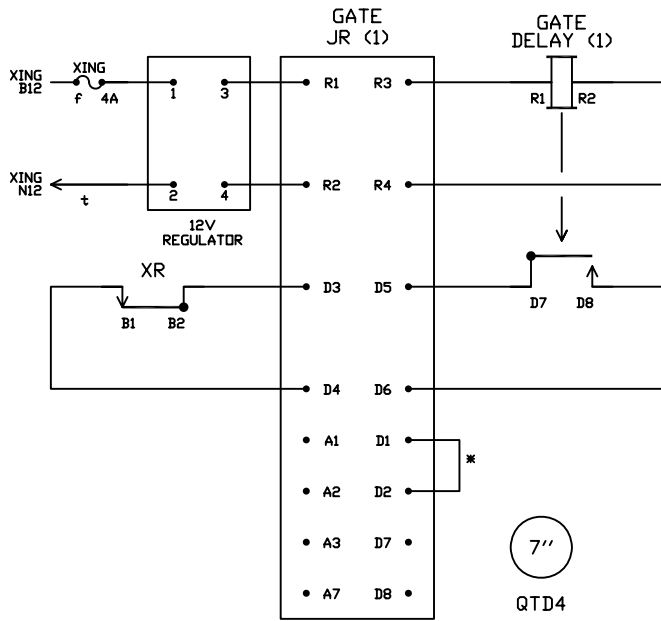 GATE
JR (1)
GATE
DELAY (1)
XING
B12
XING
f 4A
1 3
R1 R3
R1 R2
XING
N12
t
2 4
R2 R4
12V
REGULATOR
XR
D3 D5
B1 B2
D7 D8
D4 D6
A1 D1
*
A2 D2
A3 D7
7''
A7 D8
QTD4